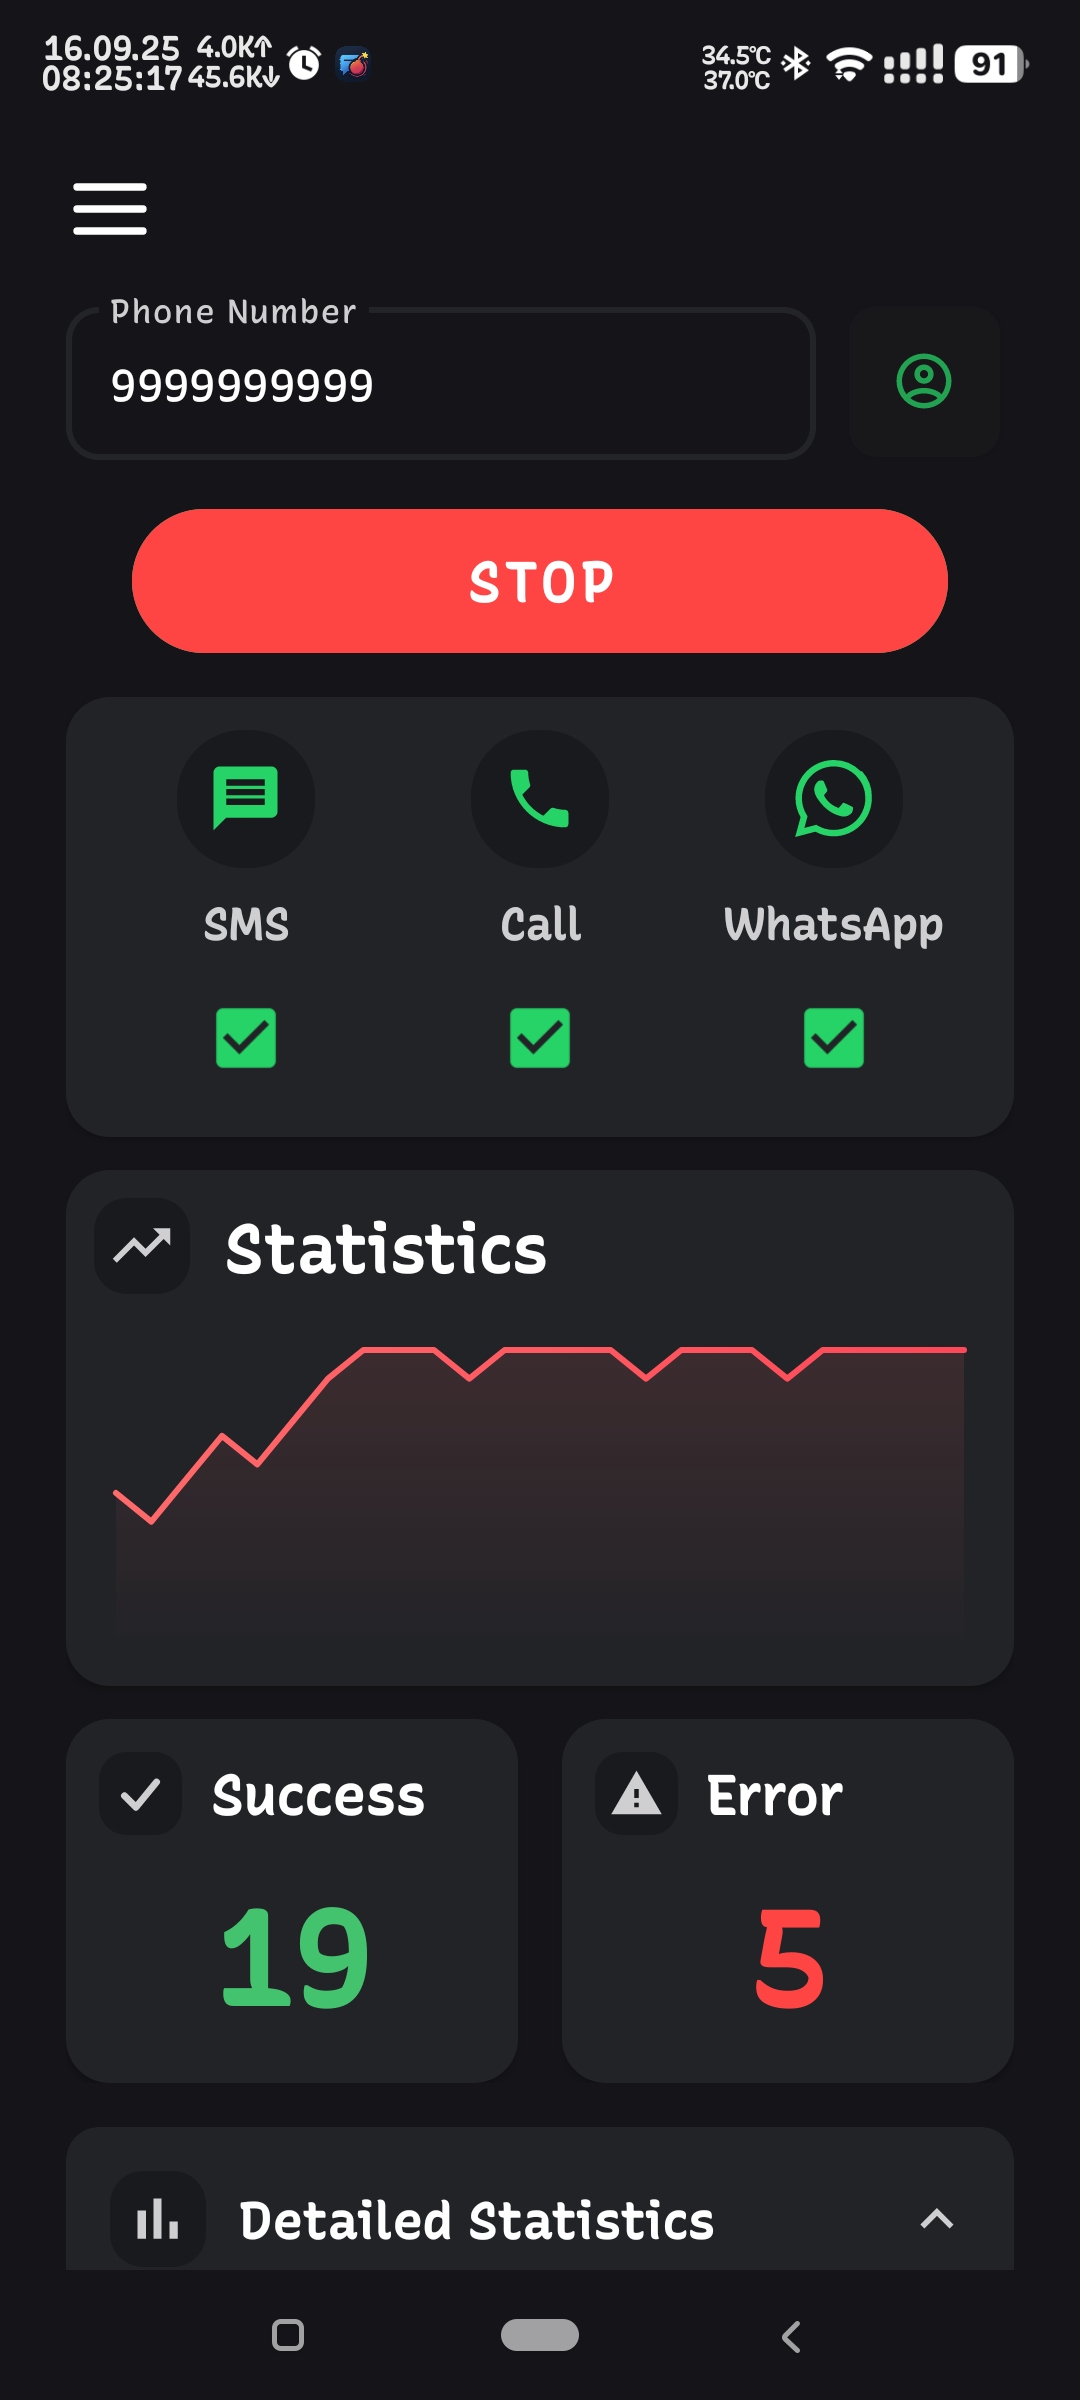 16.09.25 4.0K↑
08:25:17 45.6K↓
34.5°C
37.0°C
91
Phone Number
9999999999
STOP
SMS Call WhatsApp
Statistics
Success Error
19 5
Detailed Statistics